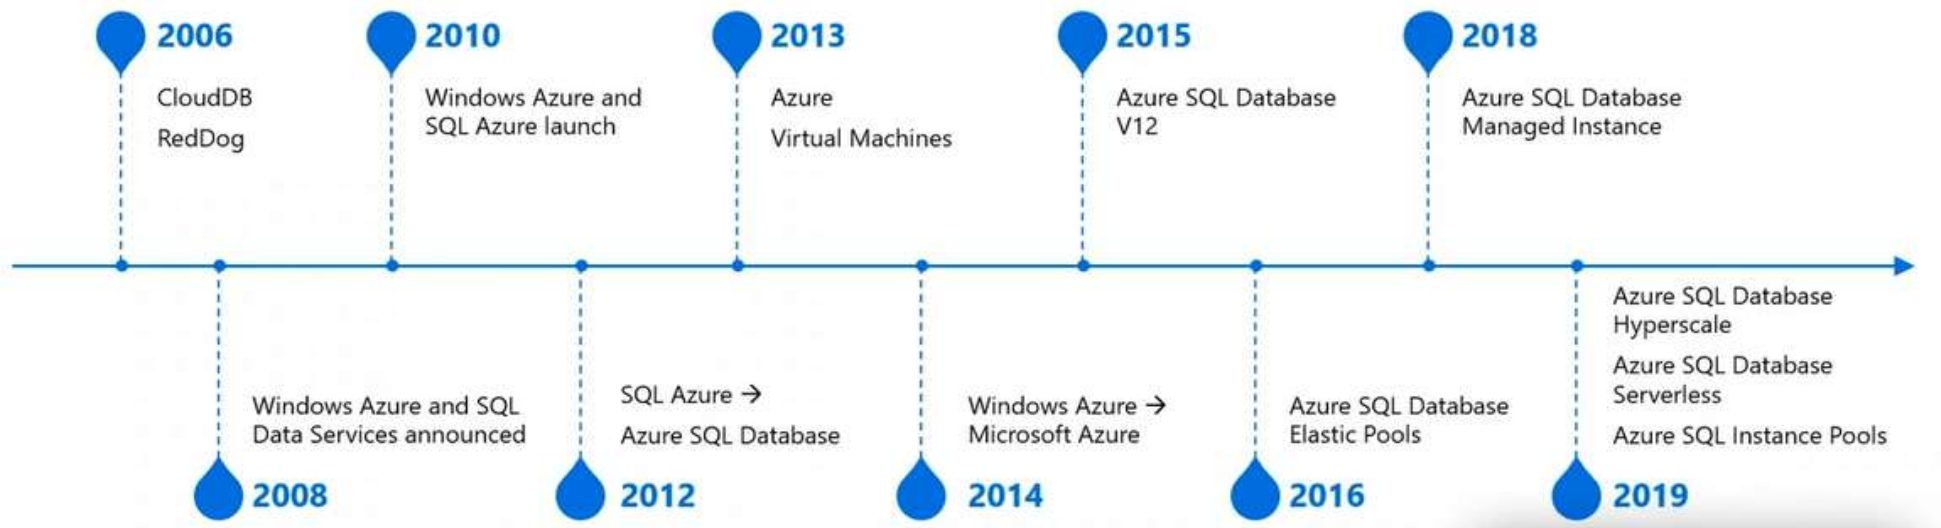 2006
CloudDB
RedDog
2008
Windows Azure and SQL
Data Services announced
2010
Windows Azure and
SQL Azure launch
2012
SQL Azure →
Azure SQL Database
2013
Azure
Virtual Machines
2014
Windows Azure →
Microsoft Azure
2015
Azure SQL Database
V12
2016
Azure SQL Database
Elastic Pools
2018
Azure SQL Database
Managed Instance
2019
Azure SQL Database
Hyperscale
Azure SQL Database
Serverless
Azure SQL Instance Pools